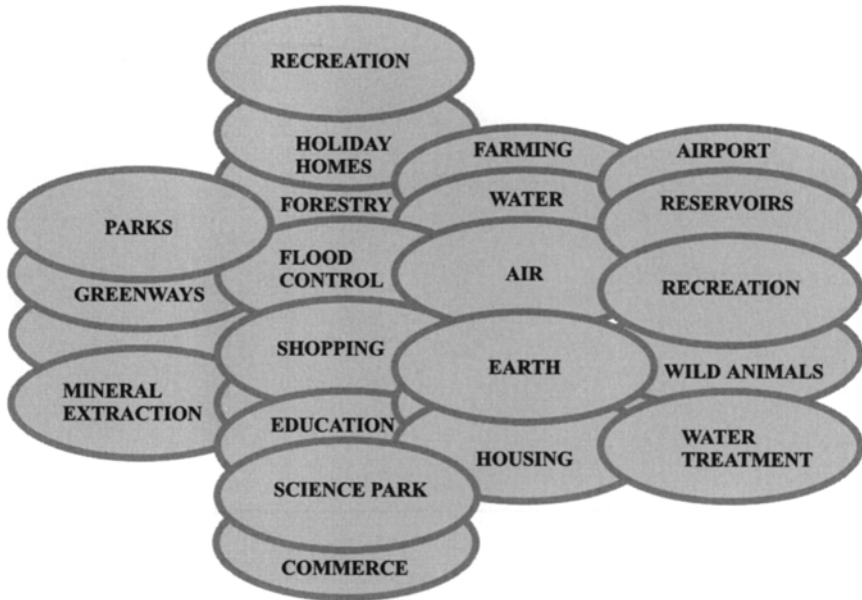 RECREATION
HOLIDAY
HOMES
FORESTRY
FLOOD
CONTROL
SHOPPING
EDUCATION
SCIENCE PARK
COMMERCE
PARKS
GREENWAYS
MINERAL
EXTRACTION
FARMING
WATER
AIR
EARTH
HOUSING
AIRPORT
RESERVOIRS
RECREATION
WILD ANIMALS
WATER
TREATMENT